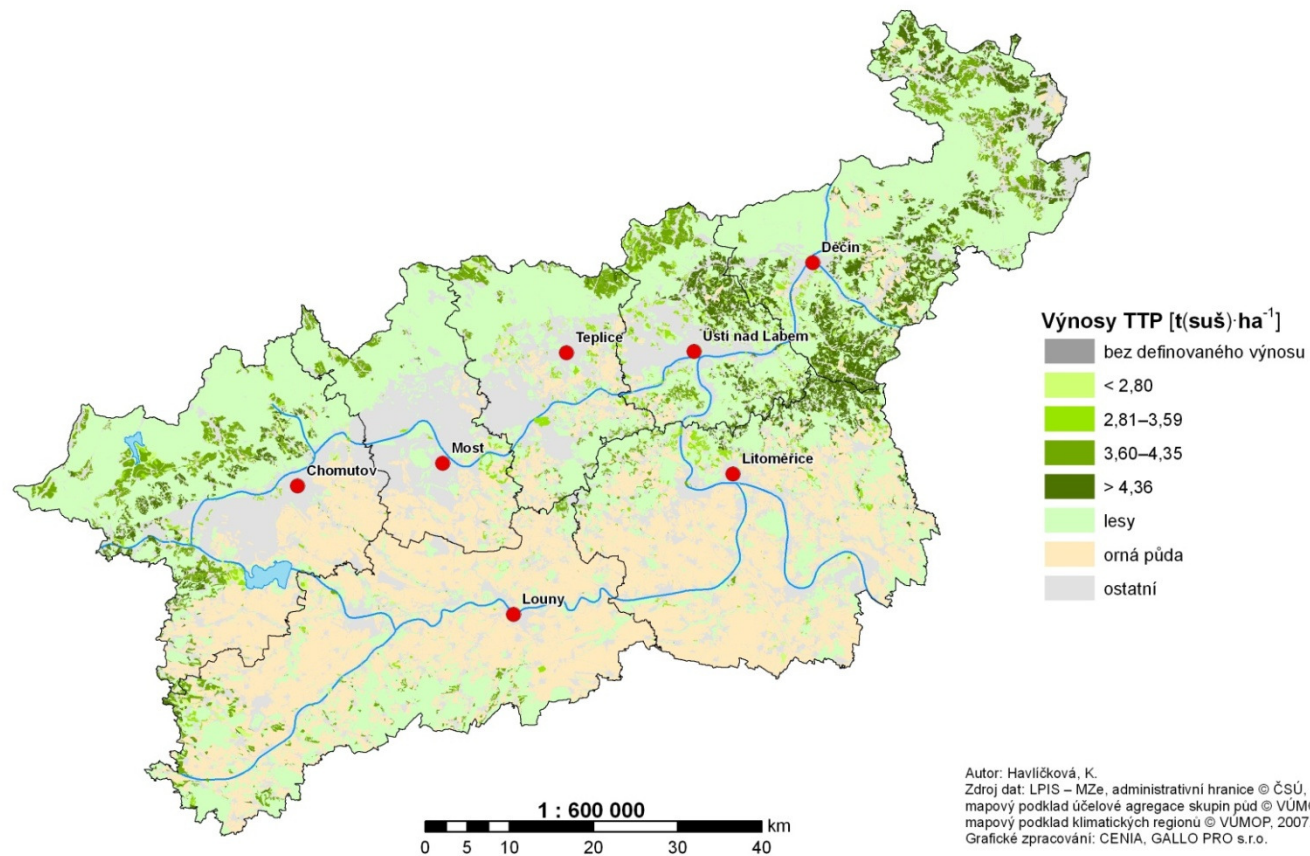 Děčín
Teplice
Ústí nad Labem
Most
Chomutov
Litoměřice
Louny
Výnosy TTP [t(suš)·ha⁻¹]
bez definovaného výnosu
< 2,80
2,81–3,59
3,60–4,35
> 4,36
lesy
orná půda
ostatní
1 : 600 000
km
0 5 10 20 30 40
Autor: Havlíčková, K.
Zdroj dat: LPIS – MZe, administrativní hranice © ČSÚ,
mapový podklad účelové agregace skupin půd © VÚMO
mapový podklad klimatických regionů © VÚMOP, 2007
Grafické zpracování: CENIA, GALLO PRO s.r.o.